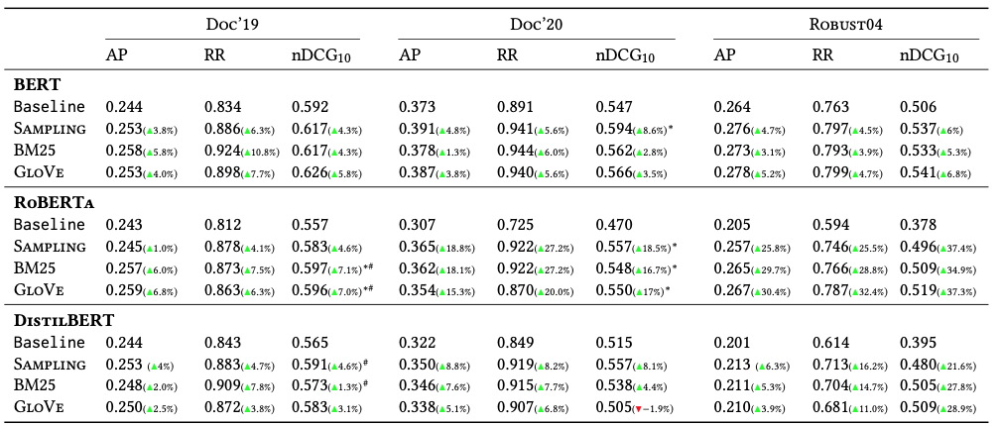 Doc'19 Doc'20 Robust04
AP RR nDCG10 AP RR nDCG10 AP RR nDCG10
BERT
Baseline 0.244 0.834 0.592 0.373 0.891 0.547 0.264 0.763 0.506
Sampling 0.253(▲3.8%) 0.886(▲6.3%) 0.617(▲4.3%) 0.391(▲4.8%) 0.941(▲5.6%) 0.594(▲8.6%)* 0.276(▲4.7%) 0.797(▲4.5%) 0.537(▲6%)
BM25 0.258(▲5.8%) 0.924(▲10.8%) 0.617(▲4.3%) 0.378(▲1.3%) 0.944(▲6.0%) 0.562(▲2.8%) 0.273(▲3.1%) 0.793(▲3.9%) 0.533(▲5.3%)
GloVe 0.253(▲4.0%) 0.898(▲7.7%) 0.626(▲5.8%) 0.387(▲3.8%) 0.940(▲5.6%) 0.566(▲3.5%) 0.278(▲5.2%) 0.799(▲4.7%) 0.541(▲6.8%)
RoBERTa
Baseline 0.243 0.812 0.557 0.307 0.725 0.470 0.205 0.594 0.378
Sampling 0.245(▲1.0%) 0.878(▲4.1%) 0.583(▲4.6%) 0.365(▲18.8%) 0.922(▲27.2%) 0.557(▲18.5%)* 0.257(▲25.8%) 0.746(▲25.5%) 0.496(▲37.4%)
BM25 0.257(▲6.0%) 0.873(▲7.5%) 0.597(▲7.1%)*# 0.362(▲18.1%) 0.922(▲27.2%) 0.548(▲16.7%)* 0.265(▲29.7%) 0.766(▲28.8%) 0.509(▲34.9%)
GloVe 0.259(▲6.8%) 0.863(▲6.3%) 0.596(▲7.0%)*# 0.354(▲15.3%) 0.870(▲20.0%) 0.550(▲17%)* 0.267(▲30.4%) 0.787(▲32.4%) 0.519(▲37.3%)
DistilBERT
Baseline 0.244 0.843 0.565 0.322 0.849 0.515 0.201 0.614 0.395
Sampling 0.253 (▲4%) 0.883(▲4.7%) 0.591(▲4.6%)# 0.350(▲8.8%) 0.919(▲8.2%) 0.557(▲8.1%) 0.213 (▲6.3%) 0.713(▲16.2%) 0.480(▲21.6%)
BM25 0.248(▲2.0%) 0.909(▲7.8%) 0.573(▲1.3%)# 0.346(▲7.6%) 0.915(▲7.7%) 0.538(▲4.4%) 0.211(▲5.3%) 0.704(▲14.7%) 0.505(▲27.8%)
GloVe 0.250(▲2.5%) 0.872(▲3.8%) 0.583(▲3.1%) 0.338(▲5.1%) 0.907(▲6.8%) 0.505(▼−1.9%) 0.210(▲3.9%) 0.681(▲11.0%) 0.509(▲28.9%)